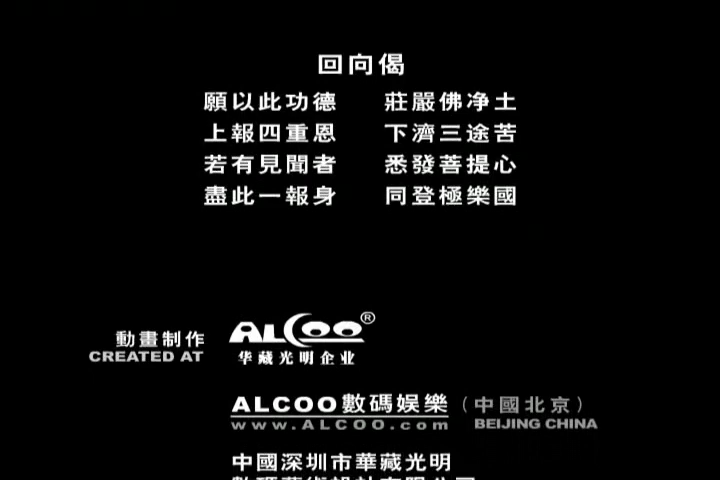 回向偈
願以此功德　莊嚴佛净土
上報四重恩　下濟三途苦
若有見聞者　悉發菩提心
盡此一報身　同登極樂國
動畫制作 ALCOO®
CREATED AT 华藏光明企业
ALCOO數碼娱樂（中國北京）
www.ALCOO.com BEIJING CHINA
中國深圳市華藏光明